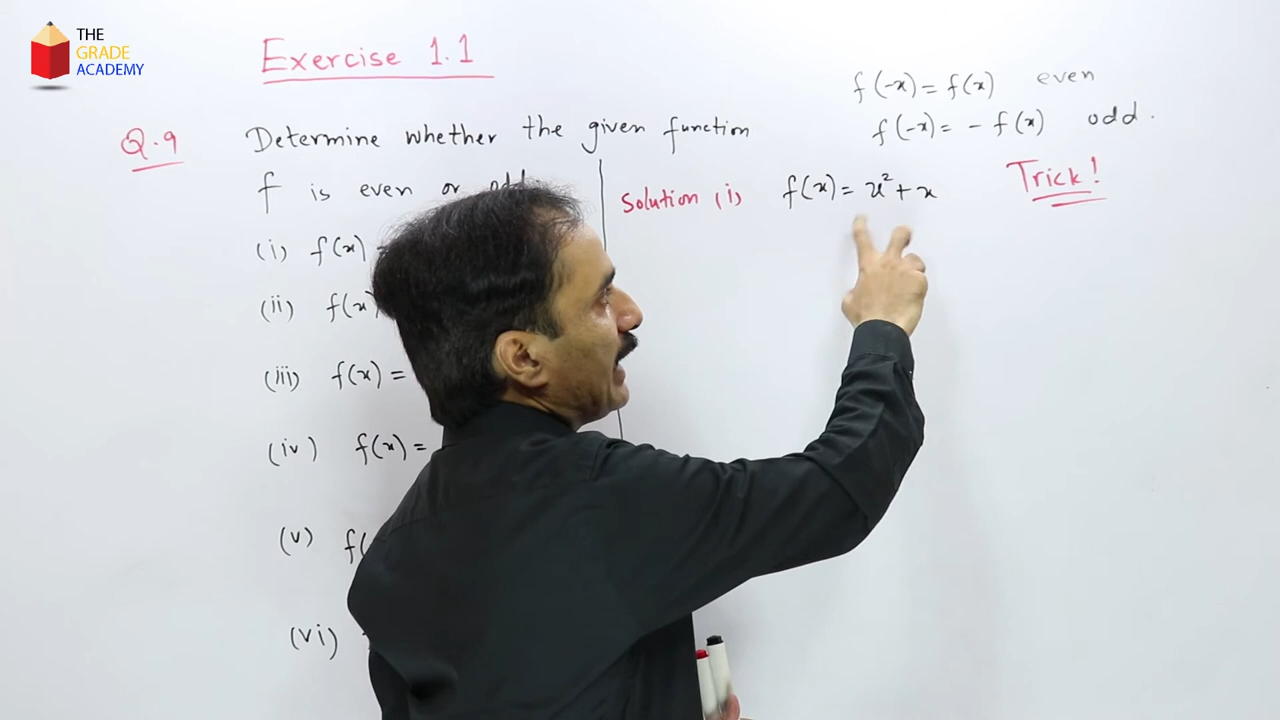 THE
GRADE
ACADEMY
Exercise 1.1
f(-x) = f(x) even
f(-x) = - f(x) odd.
Q.9 Determine whether the given function
f is even or
Solution (i) f(x) = x² + x
Trick!
(i) f(x)
(ii) f(x)
(iii) f(x) =
(iv) f(x) =
(v) f(
(vi)